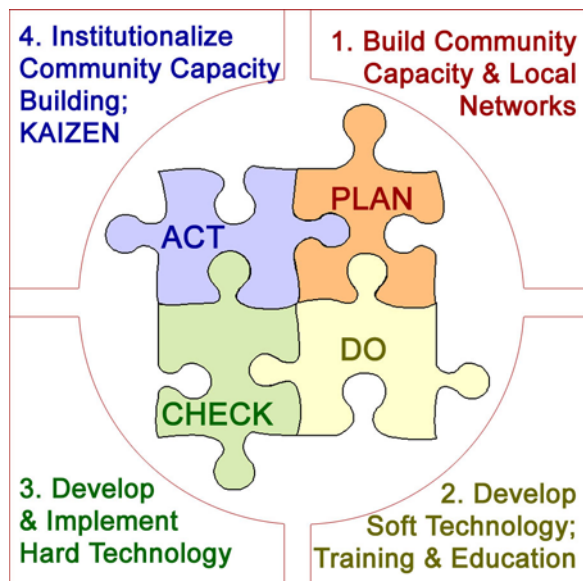 4. Institutionalize
Community Capacity
Building;
KAIZEN
1. Build Community
Capacity & Local
Networks
ACT
PLAN
CHECK
DO
3. Develop
& Implement
Hard Technology
2. Develop
Soft Technology;
Training & Education